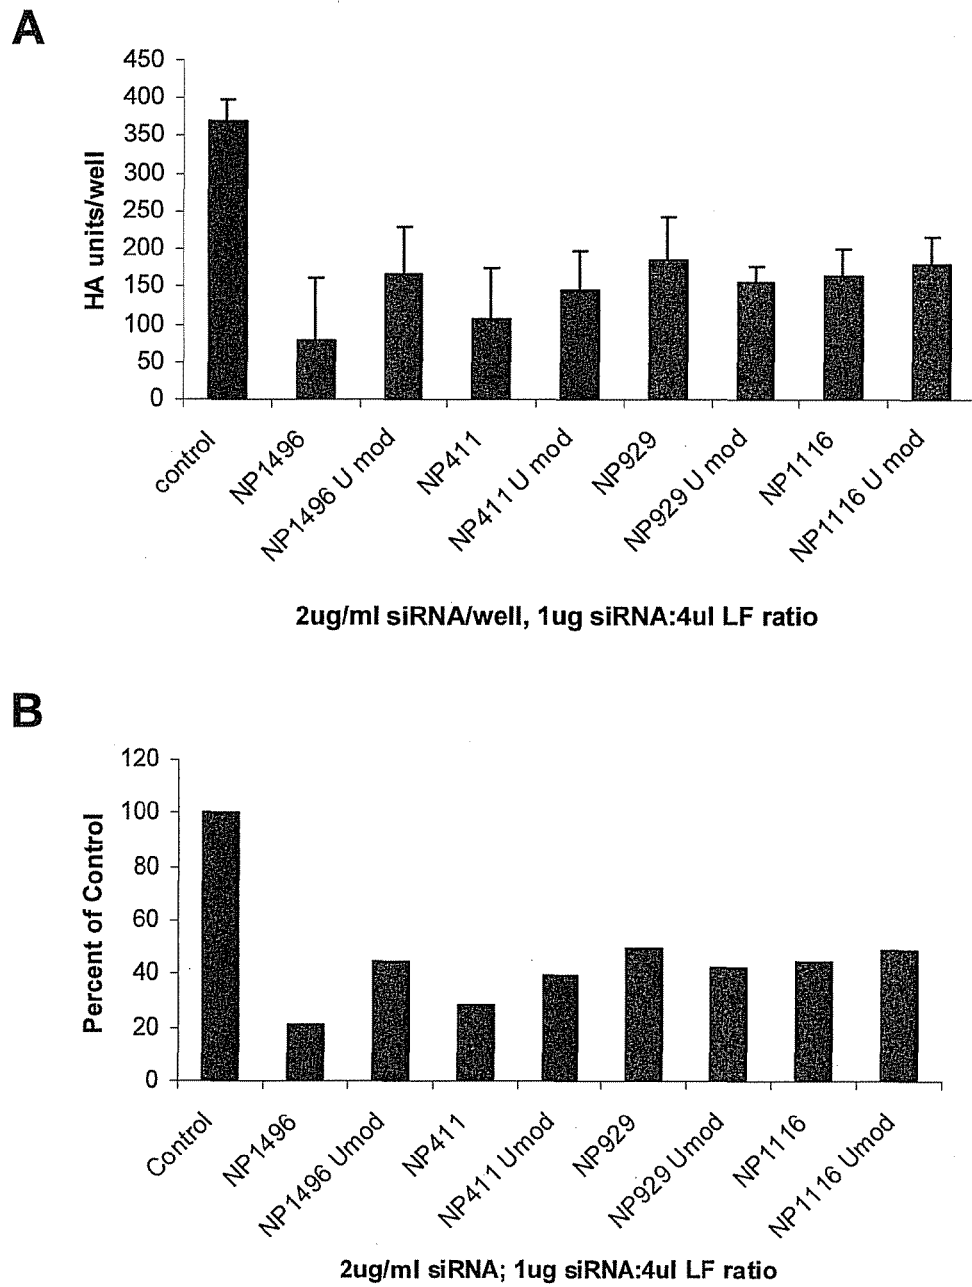 A
450
400
350
300
250
200
150
100
50
0
HA units/well
control
NP1496
NP1496 U mod
NP411
NP411 U mod
NP929
NP929 U mod
NP1116
NP1116 U mod
2ug/ml siRNA/well, 1ug siRNA:4ul LF ratio
B
120
100
80
60
40
20
0
Percent of Control
Control
NP1496
NP1496 Umod
NP411
NP411 Umod
NP929
NP929 Umod
NP1116
NP1116 Umod
2ug/ml siRNA; 1ug siRNA:4ul LF ratio